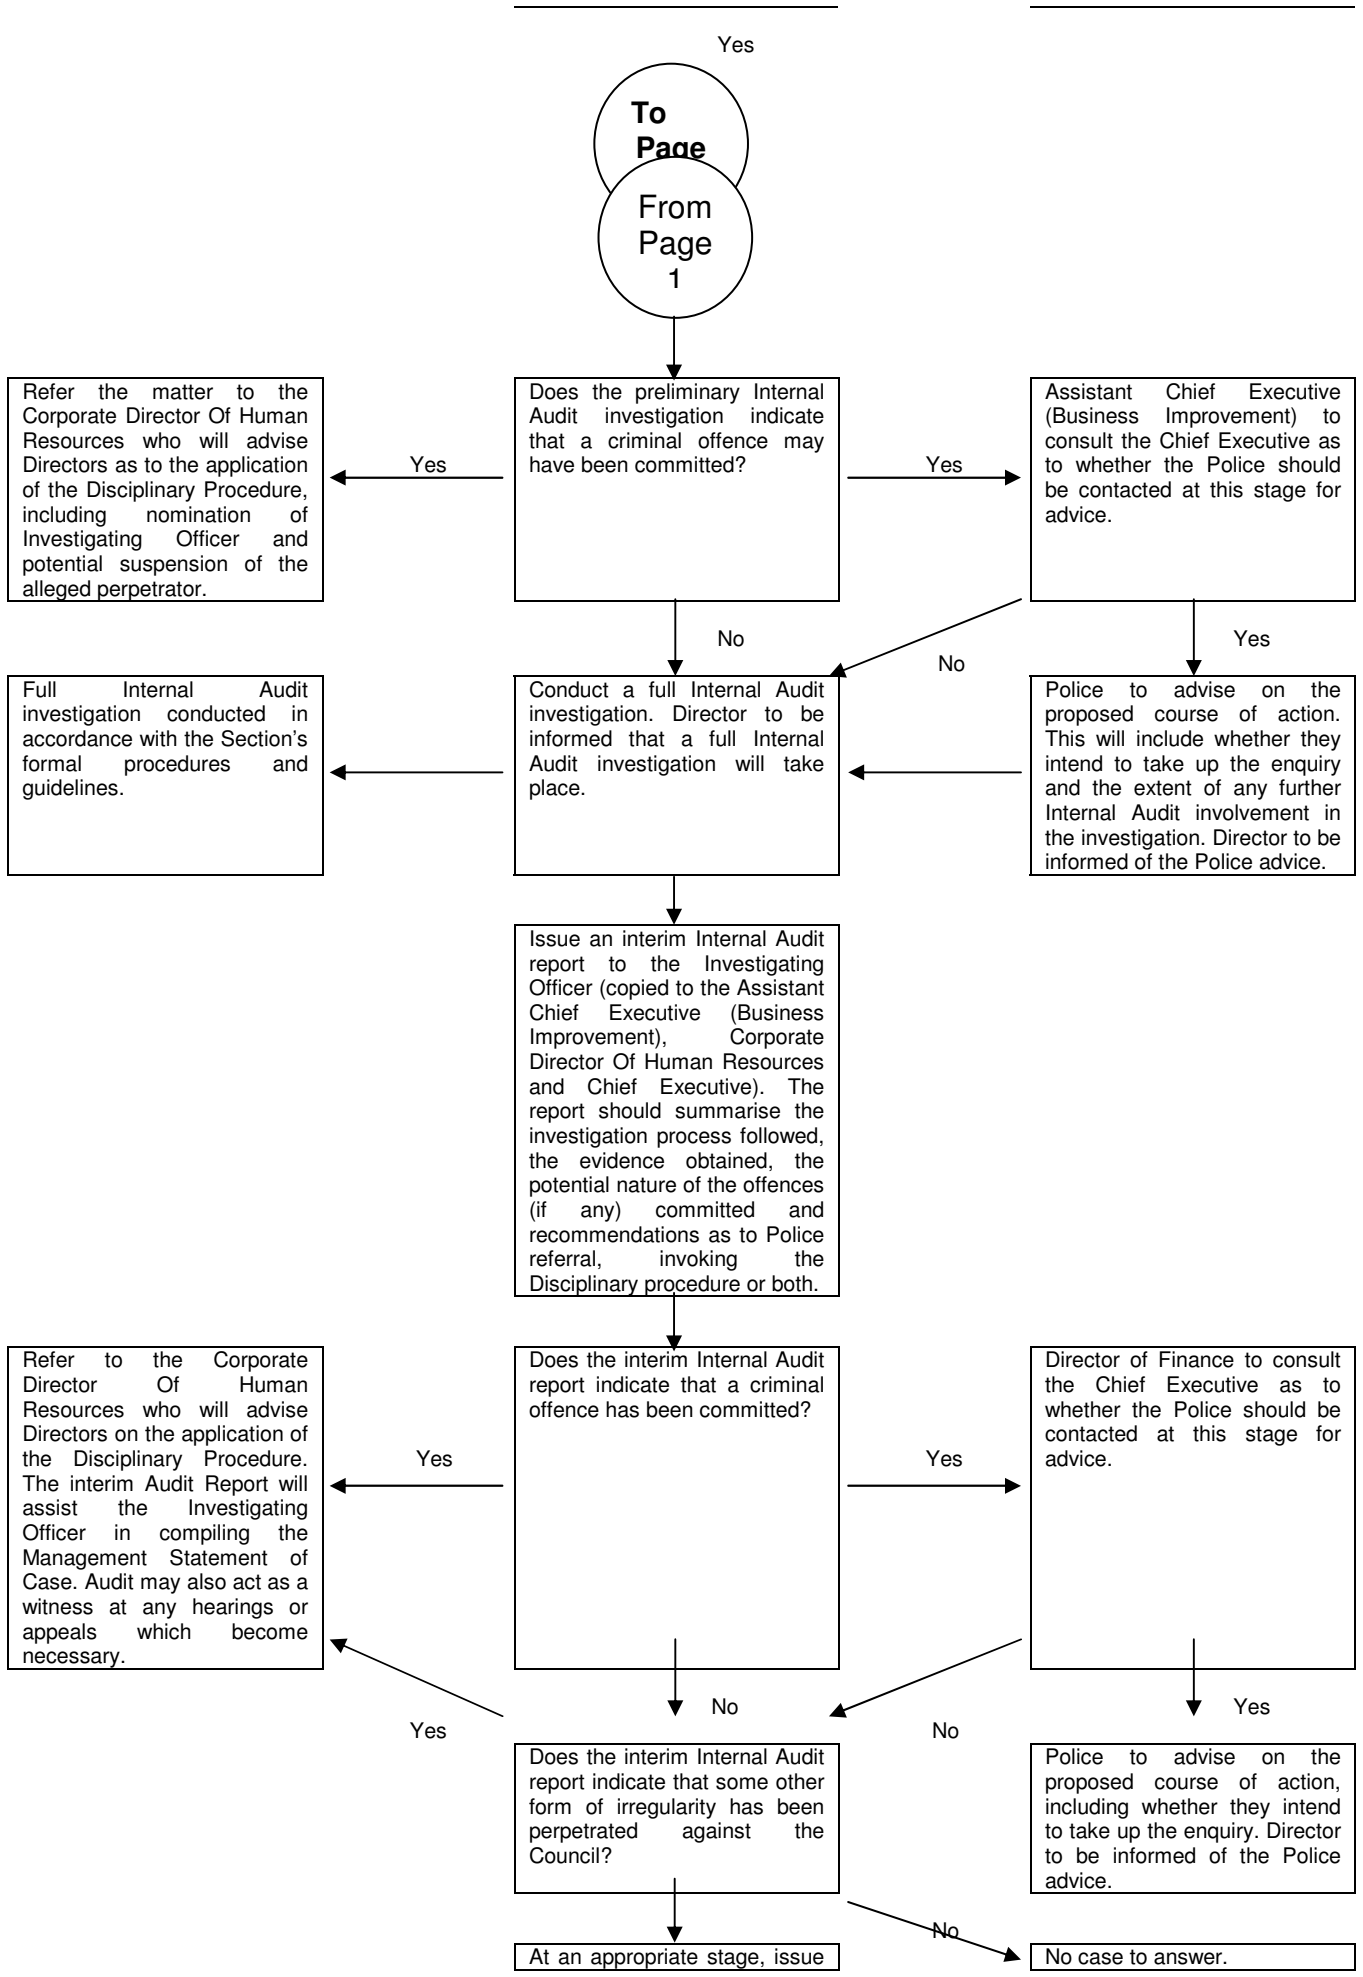 Yes
To
Page
From
Page
1
Refer the matter to the
Corporate Director Of Human
Resources who will advise
Directors as to the application
of the Disciplinary Procedure,
including nomination of
Investigating Officer and
potential suspension of the
alleged perpetrator.
Yes
Does the preliminary Internal
Audit investigation indicate
that a criminal offence may
have been committed?
Yes
Assistant Chief Executive
(Business Improvement) to
consult the Chief Executive as
to whether the Police should
be contacted at this stage for
advice.
No
No
Yes
Full Internal Audit
investigation conducted in
accordance with the Section's
formal procedures and
guidelines.
Conduct a full Internal Audit
investigation. Director to be
informed that a full Internal
Audit investigation will take
place.
Police to advise on the
proposed course of action.
This will include whether they
intend to take up the enquiry
and the extent of any further
Internal Audit involvement in
the investigation. Director to be
informed of the Police advice.
Issue an interim Internal Audit
report to the Investigating
Officer (copied to the Assistant
Chief Executive (Business
Improvement), Corporate
Director Of Human Resources
and Chief Executive). The
report should summarise the
investigation process followed,
the evidence obtained, the
potential nature of the offences
(if any) committed and
recommendations as to Police
referral, invoking the
Disciplinary procedure or both.
Refer to the Corporate
Director Of Human
Resources who will advise
Directors on the application of
the Disciplinary Procedure.
The interim Audit Report will
assist the Investigating
Officer in compiling the
Management Statement of
Case. Audit may also act as a
witness at any hearings or
appeals which become
necessary.
Yes
Does the interim Internal Audit
report indicate that a criminal
offence has been committed?
Yes
Director of Finance to consult
the Chief Executive as to
whether the Police should be
contacted at this stage for
advice.
Yes
No
No
Yes
Does the interim Internal Audit
report indicate that some other
form of irregularity has been
perpetrated against the
Council?
Police to advise on the
proposed course of action,
including whether they intend
to take up the enquiry. Director
to be informed of the Police
advice.
No
At an appropriate stage, issue
No case to answer.